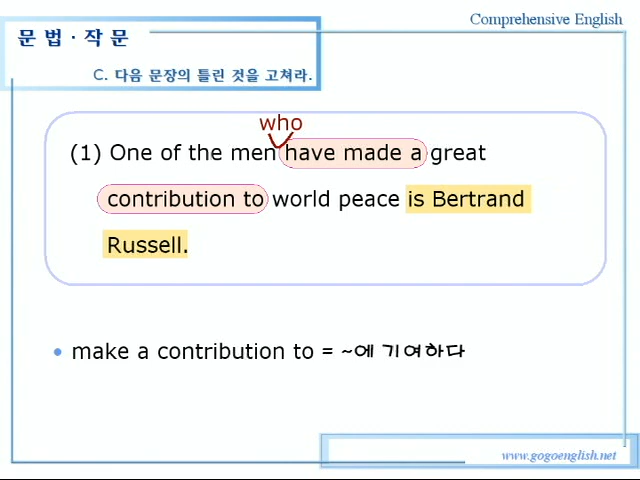 Comprehensive English
문 법 · 작 문
C. 다음 문장의 틀린 것을 고쳐라.
who
(1) One of the men have made a great
contribution to world peace is Bertrand
Russell.
• make a contribution to = ~에 기여하다
www.gogoenglish.net